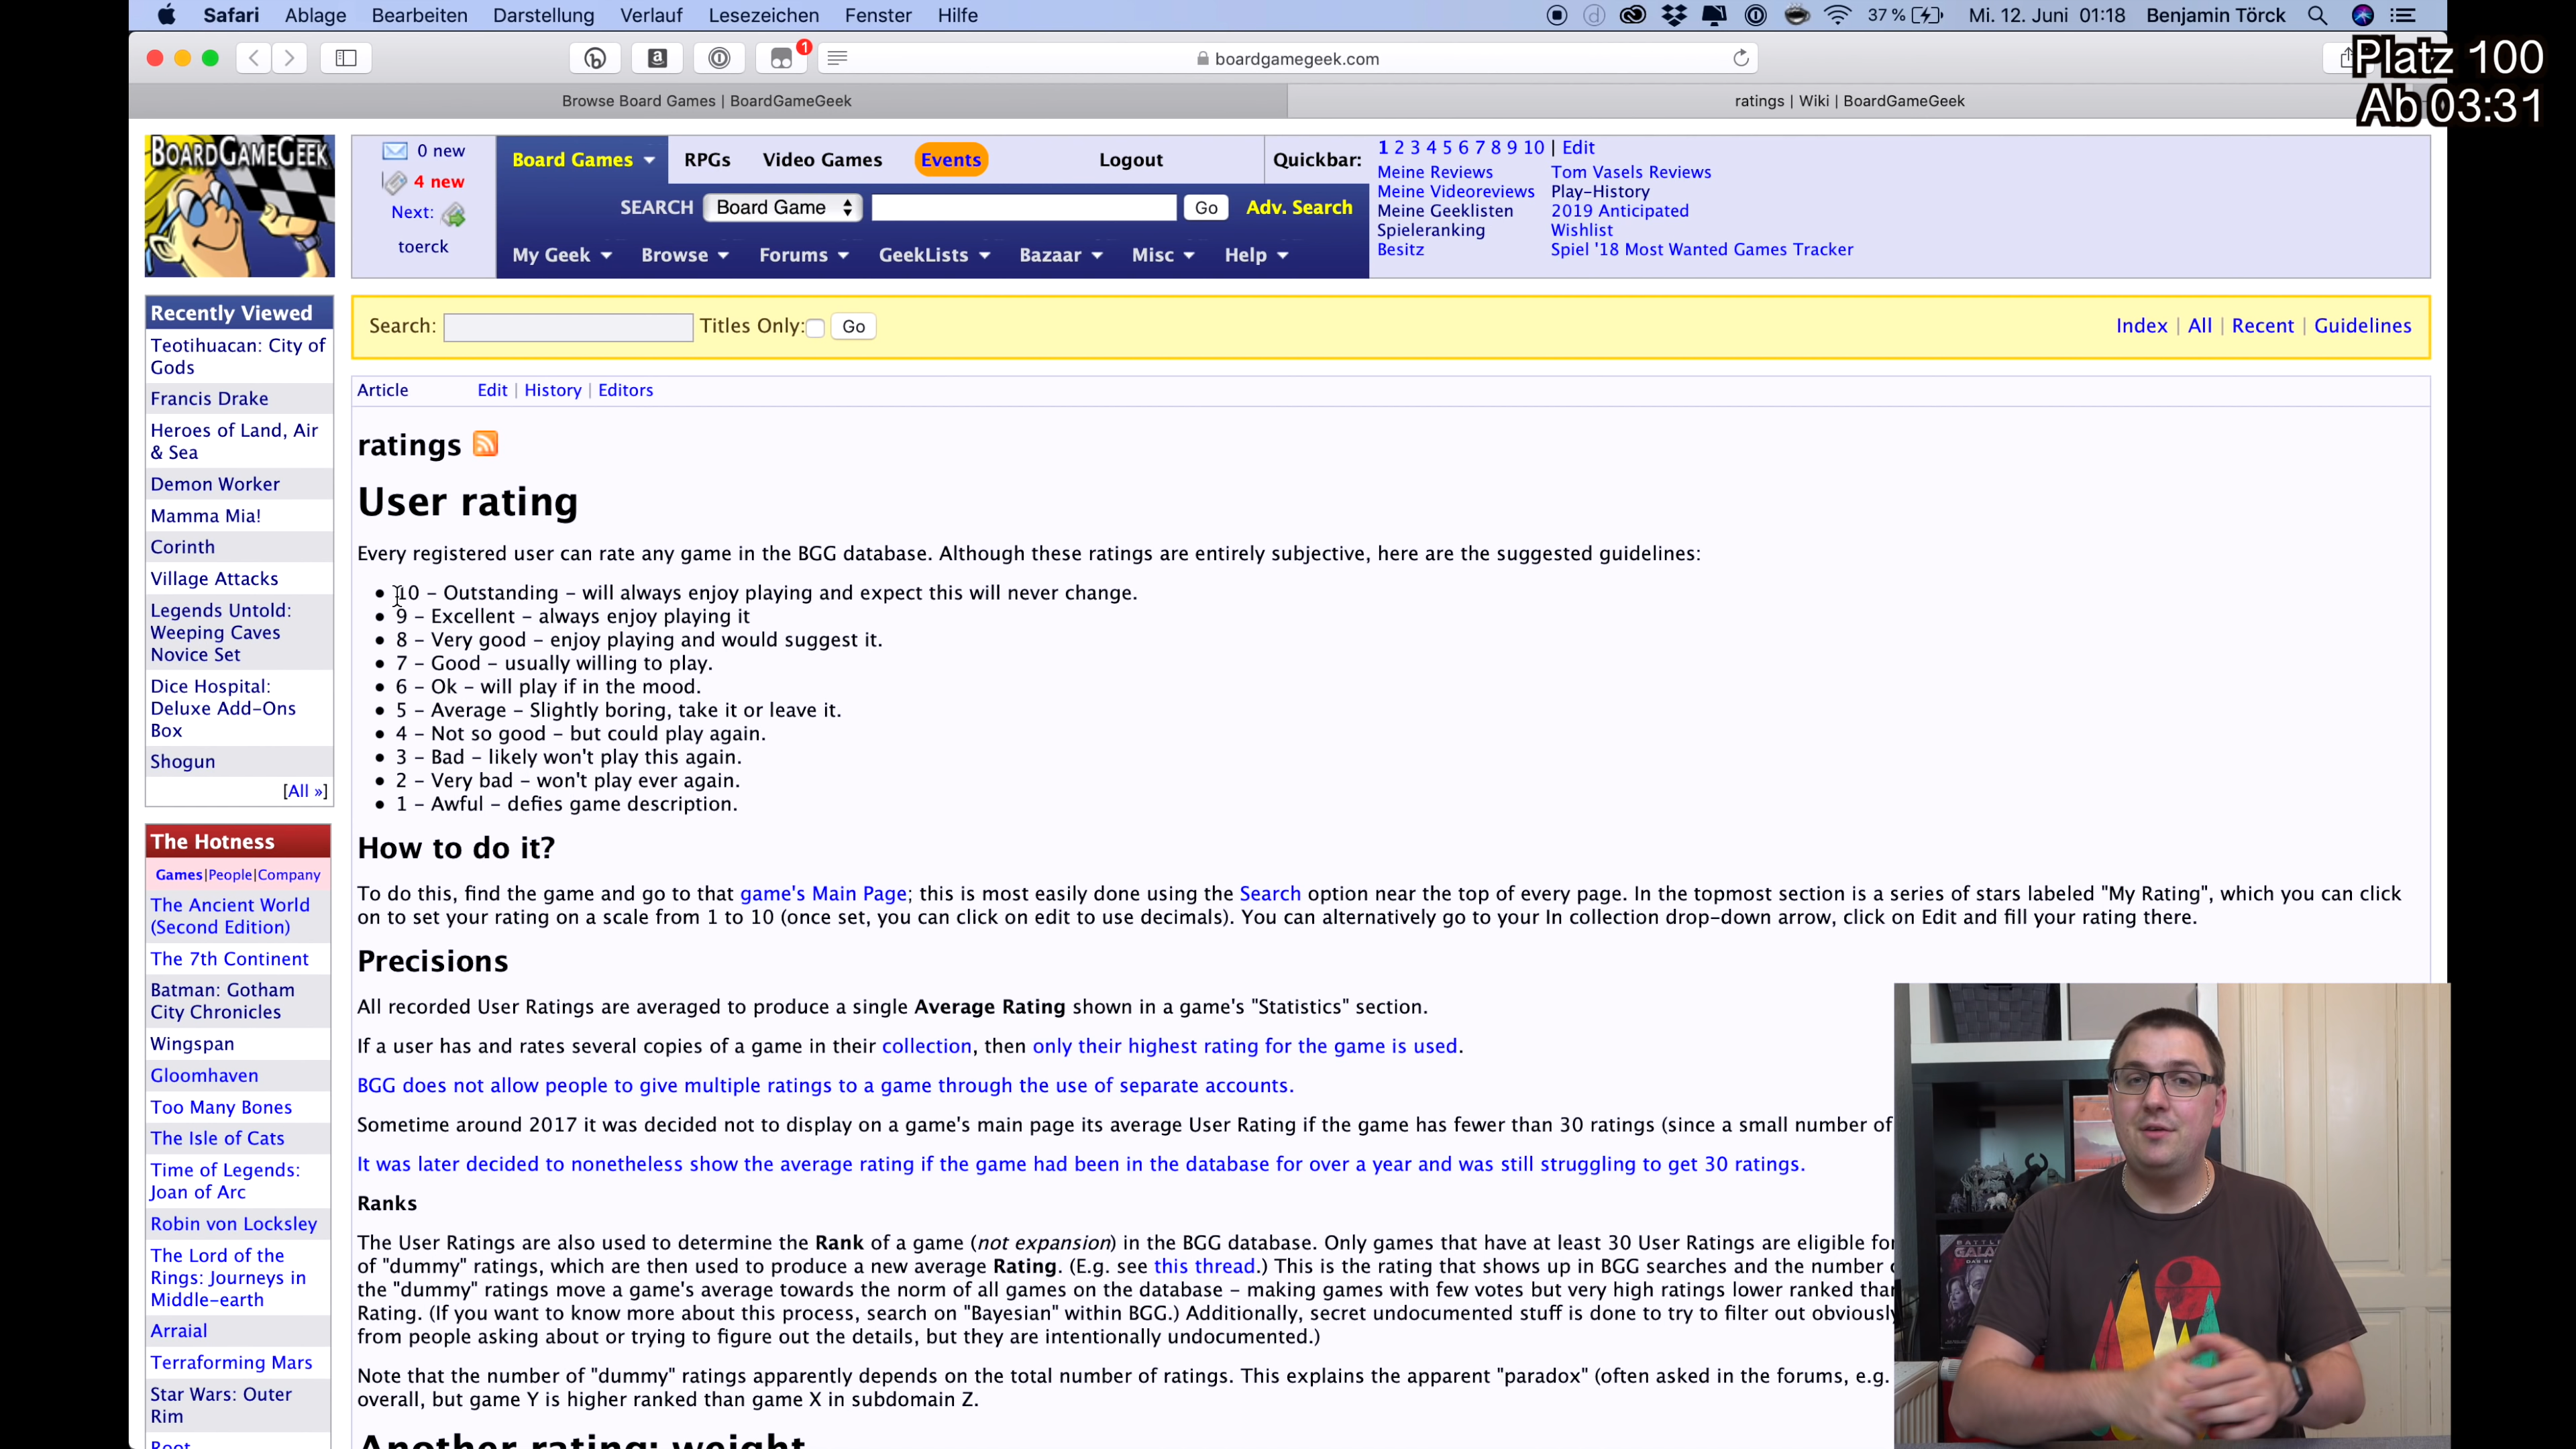 Safari Ablage Bearbeiten Darstellung Verlauf Lesezeichen Fenster Hilfe 37 % Mi. 12. Juni 01:18 Benjamin Törck
Platz 100
Ab 03:31
1
boardgamegeek.com
Browse Board Games | BoardGameGeek
ratings | Wiki | BoardGameGeek
BOARDGAMEGEEK
0 new
4 new
Next:
toerck
Board Games RPGs Video Games Events Logout
SEARCH Board Game Go Adv. Search
My Geek Browse Forums GeekLists Bazaar Misc Help
Quickbar: 1 2 3 4 5 6 7 8 9 10 | Edit
Meine Reviews Tom Vasels Reviews
Meine Videoreviews Play-History
Meine Geeklisten 2019 Anticipated
Spieleranking Wishlist
Besitz Spiel '18 Most Wanted Games Tracker
Recently Viewed
Teotihuacan: City of
Gods
Francis Drake
Heroes of Land, Air
& Sea
Demon Worker
Mamma Mia!
Corinth
Village Attacks
Legends Untold:
Weeping Caves
Novice Set
Dice Hospital:
Deluxe Add-Ons
Box
Shogun
[All »]
The Hotness
Games|People|Company
The Ancient World
(Second Edition)
The 7th Continent
Batman: Gotham
City Chronicles
Wingspan
Gloomhaven
Too Many Bones
The Isle of Cats
Time of Legends:
Joan of Arc
Robin von Locksley
The Lord of the
Rings: Journeys in
Middle-earth
Arraial
Terraforming Mars
Star Wars: Outer
Rim
Root
Search: Titles Only: Go
Index | All | Recent | Guidelines
Article Edit | History | Editors
ratings
User rating
Every registered user can rate any game in the BGG database. Although these ratings are entirely subjective, here are the suggested guidelines:
• 10 – Outstanding – will always enjoy playing and expect this will never change.
• 9 – Excellent – always enjoy playing it
• 8 – Very good – enjoy playing and would suggest it.
• 7 – Good – usually willing to play.
• 6 – Ok – will play if in the mood.
• 5 – Average – Slightly boring, take it or leave it.
• 4 – Not so good – but could play again.
• 3 – Bad – likely won't play this again.
• 2 – Very bad – won't play ever again.
• 1 – Awful – defies game description.
How to do it?
To do this, find the game and go to that game's Main Page; this is most easily done using the Search option near the top of every page. In the topmost section is a series of stars labeled "My Rating", which you can click
on to set your rating on a scale from 1 to 10 (once set, you can click on edit to use decimals). You can alternatively go to your In collection drop-down arrow, click on Edit and fill your rating there.
Precisions
All recorded User Ratings are averaged to produce a single Average Rating shown in a game's "Statistics" section.
If a user has and rates several copies of a game in their collection, then only their highest rating for the game is used.
BGG does not allow people to give multiple ratings to a game through the use of separate accounts.
Sometime around 2017 it was decided not to display on a game's main page its average User Rating if the game has fewer than 30 ratings (since a small number of
It was later decided to nonetheless show the average rating if the game had been in the database for over a year and was still struggling to get 30 ratings.
Ranks
The User Ratings are also used to determine the Rank of a game (not expansion) in the BGG database. Only games that have at least 30 User Ratings are eligible for
of "dummy" ratings, which are then used to produce a new average Rating. (E.g. see this thread.) This is the rating that shows up in BGG searches and the number
the "dummy" ratings move a game's average towards the norm of all games on the database – making games with few votes but very high ratings lower ranked than
Rating. (If you want to know more about this process, search on "Bayesian" within BGG.) Additionally, secret undocumented stuff is done to try to filter out obviously
from people asking about or trying to figure out the details, but they are intentionally undocumented.)
Note that the number of "dummy" ratings apparently depends on the total number of ratings. This explains the apparent "paradox" (often asked in the forums, e.g.
overall, but game Y is higher ranked than game X in subdomain Z.
Another rating: weight